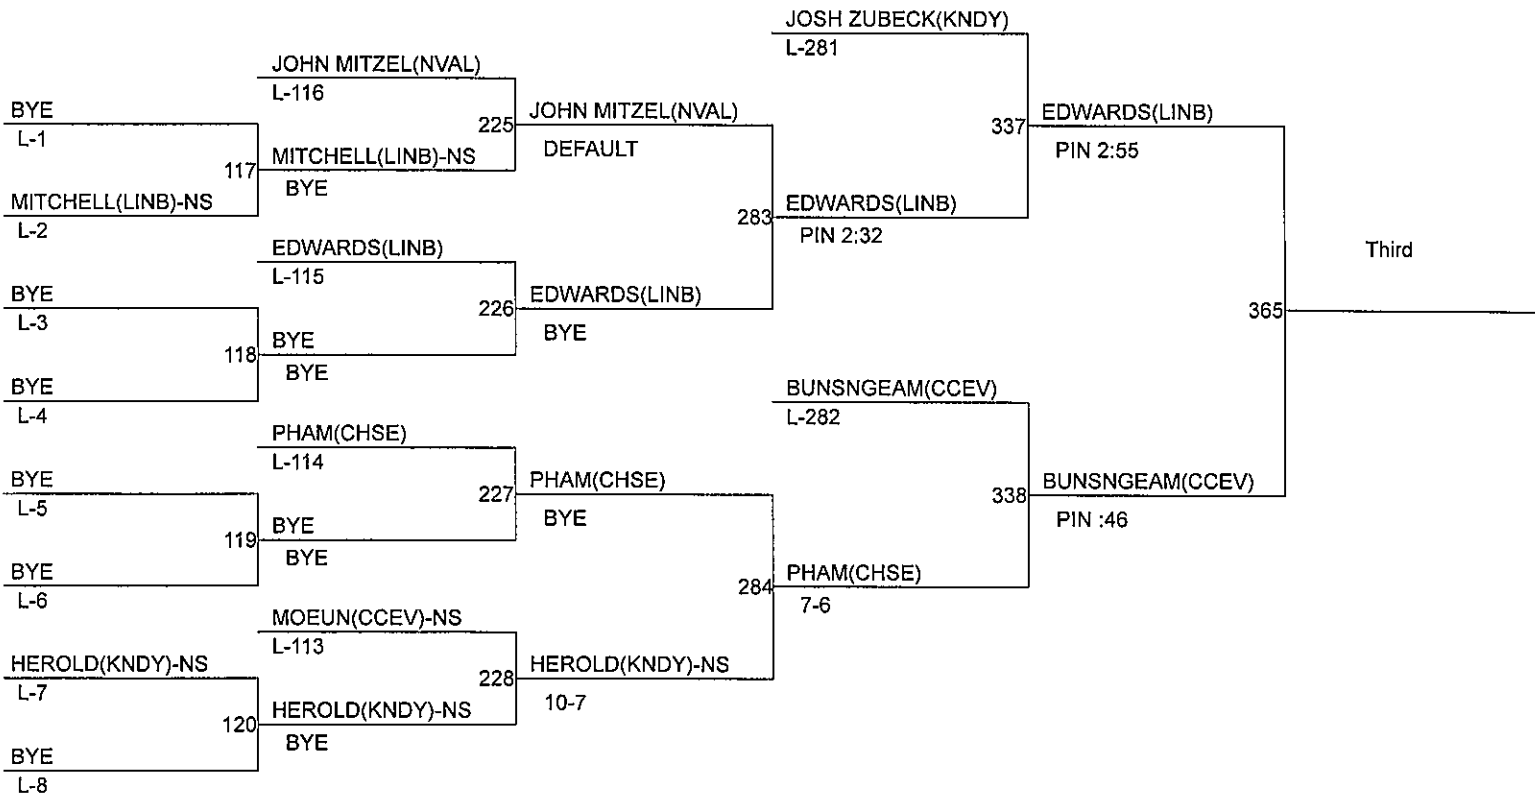 JOSH ZUBECK(KNDY)
L-281
JOHN MITZEL(NVAL)
L-116
BYE
L-1
225
JOHN MITZEL(NVAL)
DEFAULT
337
EDWARDS(LINB)
PIN 2:55
117
MITCHELL(LINB)-NS
BYE
MITCHELL(LINB)-NS
L-2
283
EDWARDS(LINB)
PIN 2:32
EDWARDS(LINB)
L-115
Third
BYE
L-3
226
EDWARDS(LINB)
BYE
365
118
BYE
BYE
BYE
L-4
BUNSNGEAM(CCEV)
L-282
PHAM(CHSE)
L-114
BYE
L-5
227
PHAM(CHSE)
BYE
338
BUNSNGEAM(CCEV)
PIN :46
119
BYE
BYE
BYE
L-6
284
PHAM(CHSE)
7-6
MOEUN(CCEV)-NS
L-113
HEROLD(KNDY)-NS
L-7
228
HEROLD(KNDY)-NS
10-7
120
HEROLD(KNDY)-NS
BYE
BYE
L-8